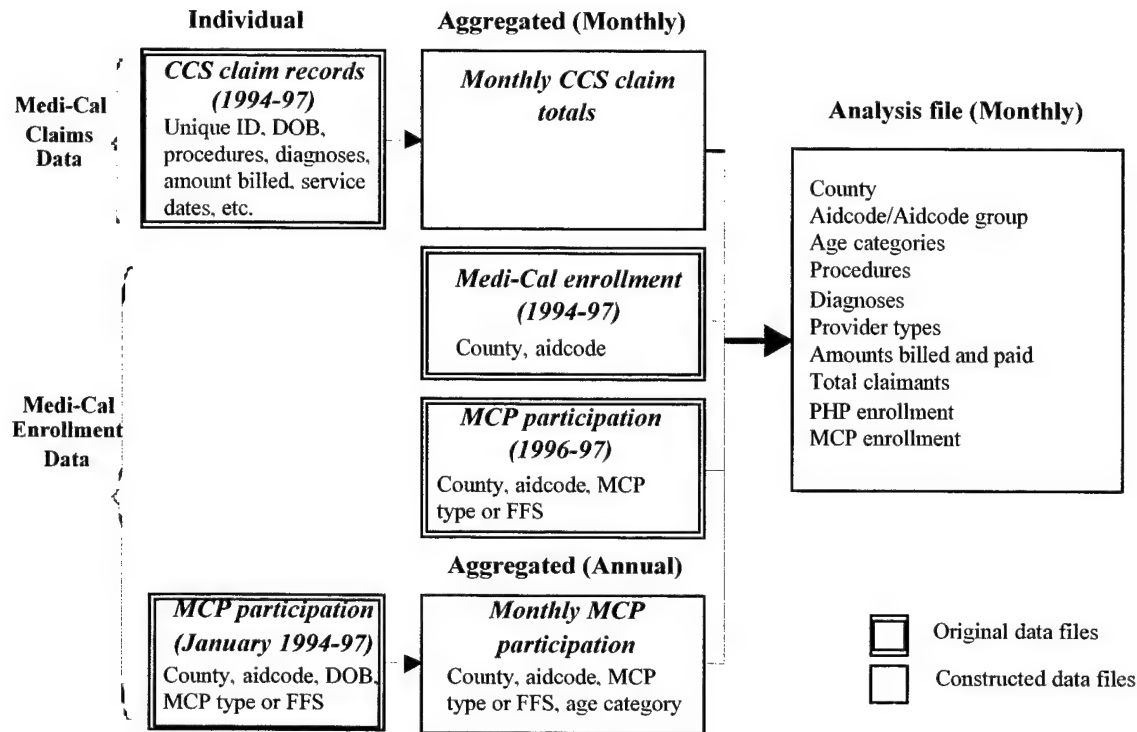 Individual
Aggregated (Monthly)
Medi-Cal
Claims
Data
CCS claim records
(1994-97)
Unique ID, DOB,
procedures, diagnoses,
amount billed, service
dates, etc.
Monthly CCS claim
totals
Analysis file (Monthly)
County
Aidcode/Aidcode group
Age categories
Procedures
Diagnoses
Provider types
Amounts billed and paid
Total claimants
PHP enrollment
MCP enrollment
Medi-Cal
Enrollment
Data
Medi-Cal enrollment
(1994-97)
County, aidcode
MCP participation
(1996-97)
County, aidcode, MCP
type or FFS
Aggregated (Annual)
MCP participation
(January 1994-97)
County, aidcode, DOB,
MCP type or FFS
Monthly MCP
participation
County, aidcode, MCP
type or FFS, age category
Original data files
Constructed data files